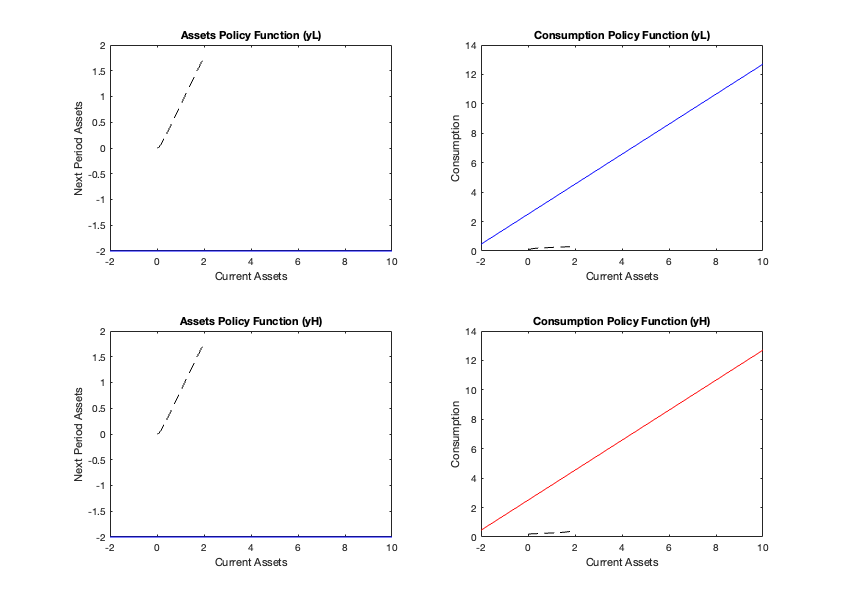 Assets Policy Function (yL)
2
1.5
1
0.5
0
-0.5
-1
-1.5
-2
Next Period Assets
-2 0 2 4 6 8 10
Current Assets
Consumption Policy Function (yL)
14
12
10
8
6
4
2
0
Consumption
-2 0 2 4 6 8 10
Current Assets
Assets Policy Function (yH)
2
1.5
1
0.5
0
-0.5
-1
-1.5
-2
Next Period Assets
-2 0 2 4 6 8 10
Current Assets
Consumption Policy Function (yH)
14
12
10
8
6
4
2
0
Consumption
-2 0 2 4 6 8 10
Current Assets